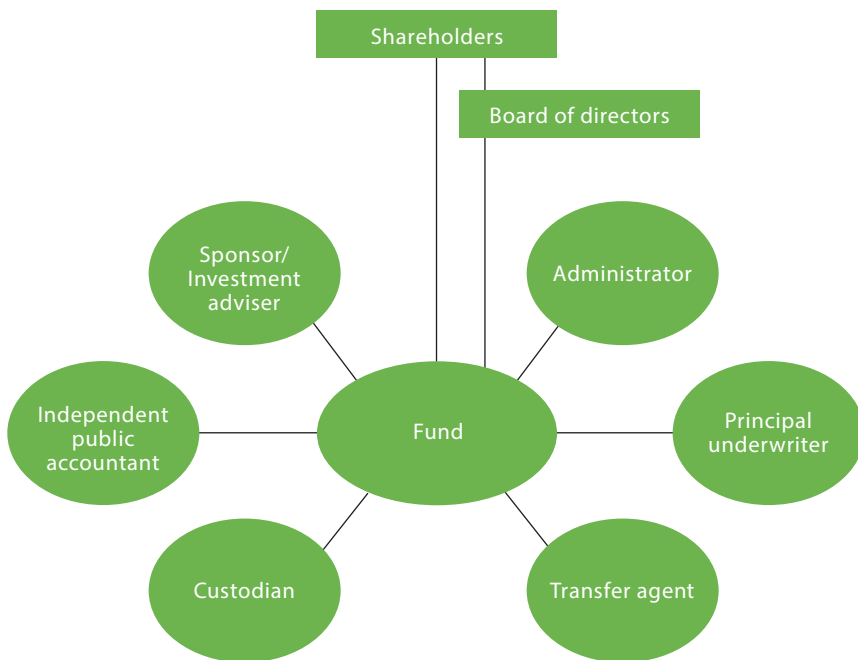 Shareholders
Board of directors
Sponsor/
Investment
adviser
Administrator
Independent
public
accountant
Fund
Principal
underwriter
Custodian
Transfer agent